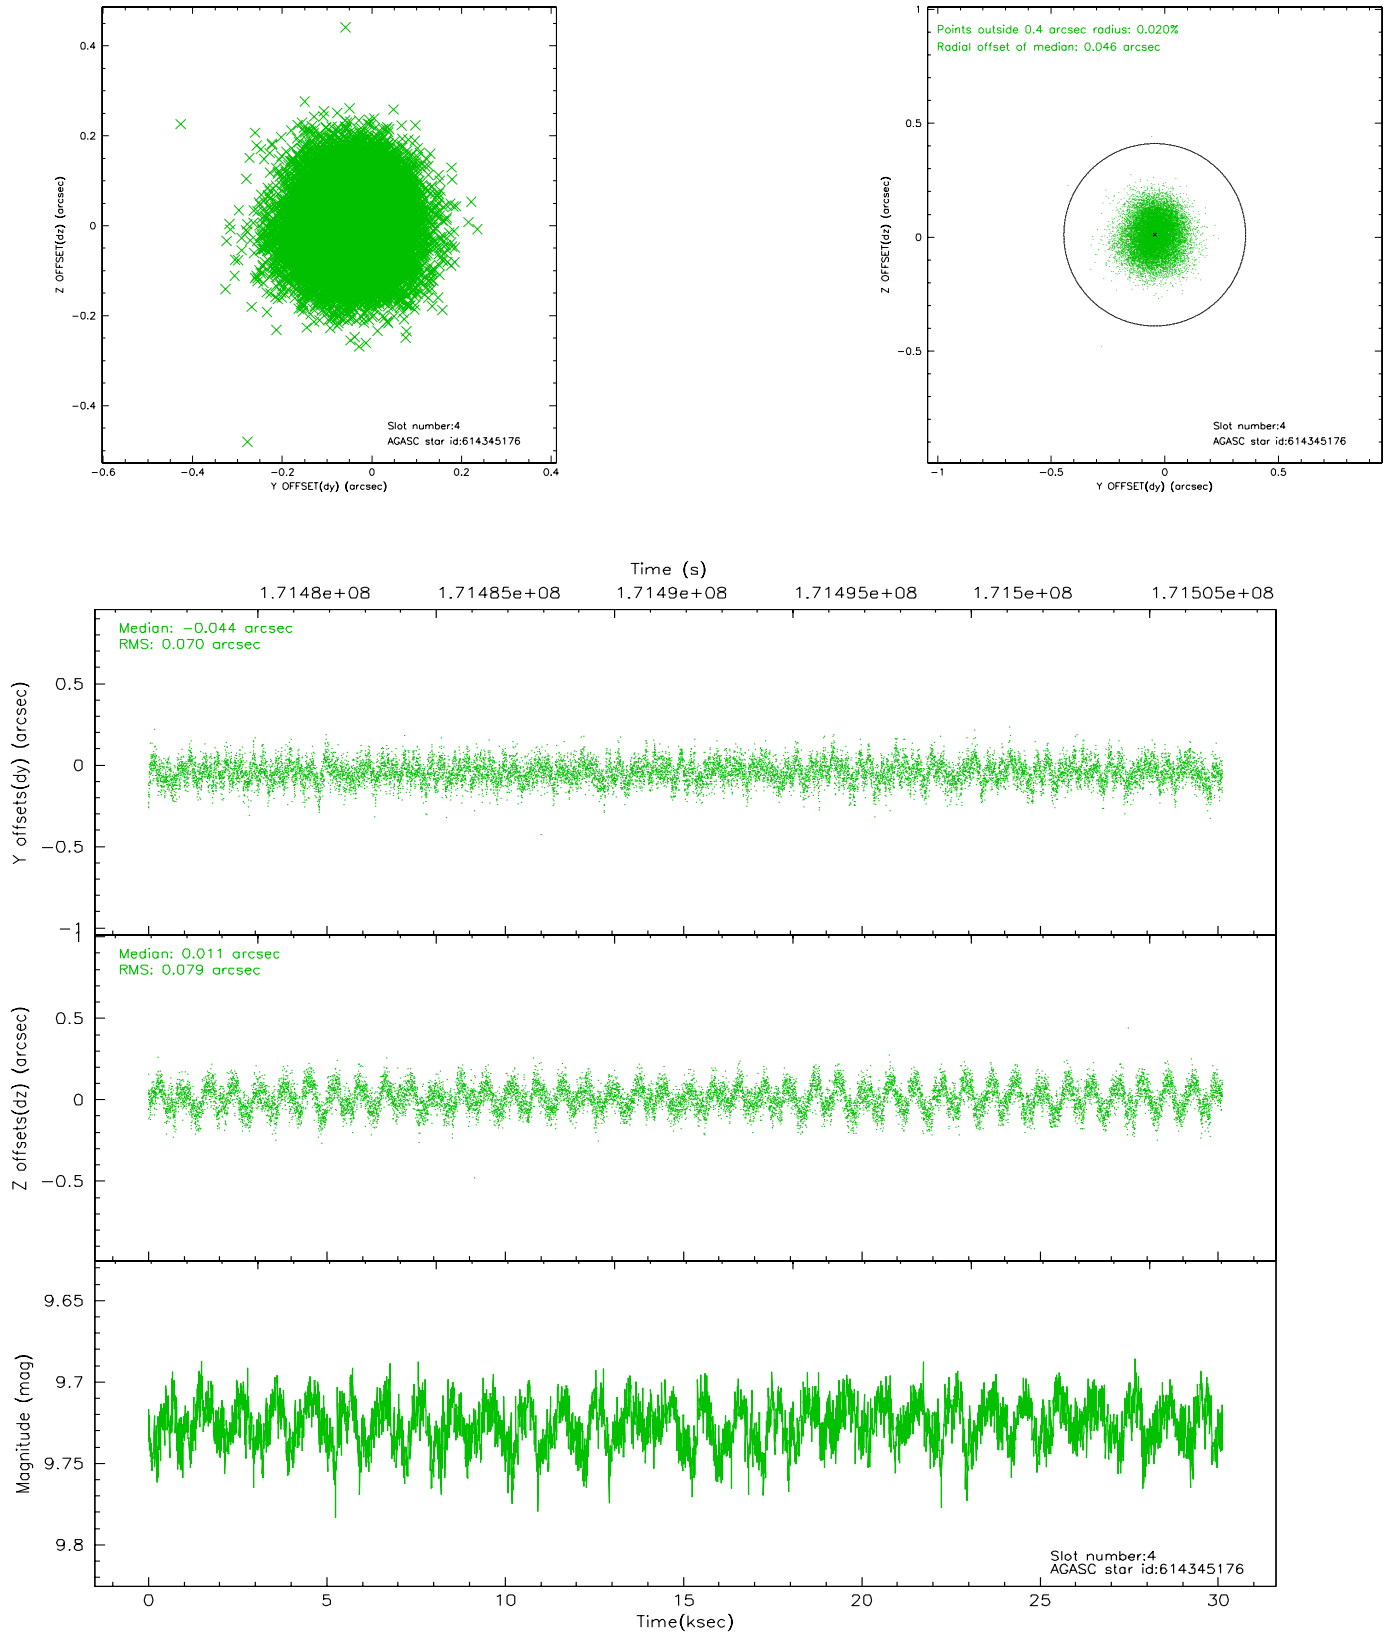 0.4
0.2
0
−0.2
−0.4
Z OFFSET(dz) (arcsec)
Slot number:4
AGASC star id:614345176
−0.6 −0.4 −0.2 0 0.2 0.4
Y OFFSET(dy) (arcsec)
Points outside 0.4 arcsec radius: 0.020%
Radial offset of median: 0.046 arcsec
1
0.5
0
−0.5
Z OFFSET(dz) (arcsec)
Slot number:4
AGASC star id:614345176
−1 −0.5 0 0.5
Y OFFSET(dy) (arcsec)
Time (s)
1.7148e+08 1.71485e+08 1.7149e+08 1.71495e+08 1.715e+08 1.71505e+08
Median: −0.044 arcsec
RMS: 0.070 arcsec
0.5
0
−0.5
−1
Y offsets(dy) (arcsec)
1
Median: 0.011 arcsec
RMS: 0.079 arcsec
0.5
0
−0.5
Z offsets(dz) (arcsec)
9.65
9.7
9.75
9.8
Magnitude (mag)
Slot number:4
AGASC star id:614345176
0 5 10 15 20 25 30
Time(ksec)